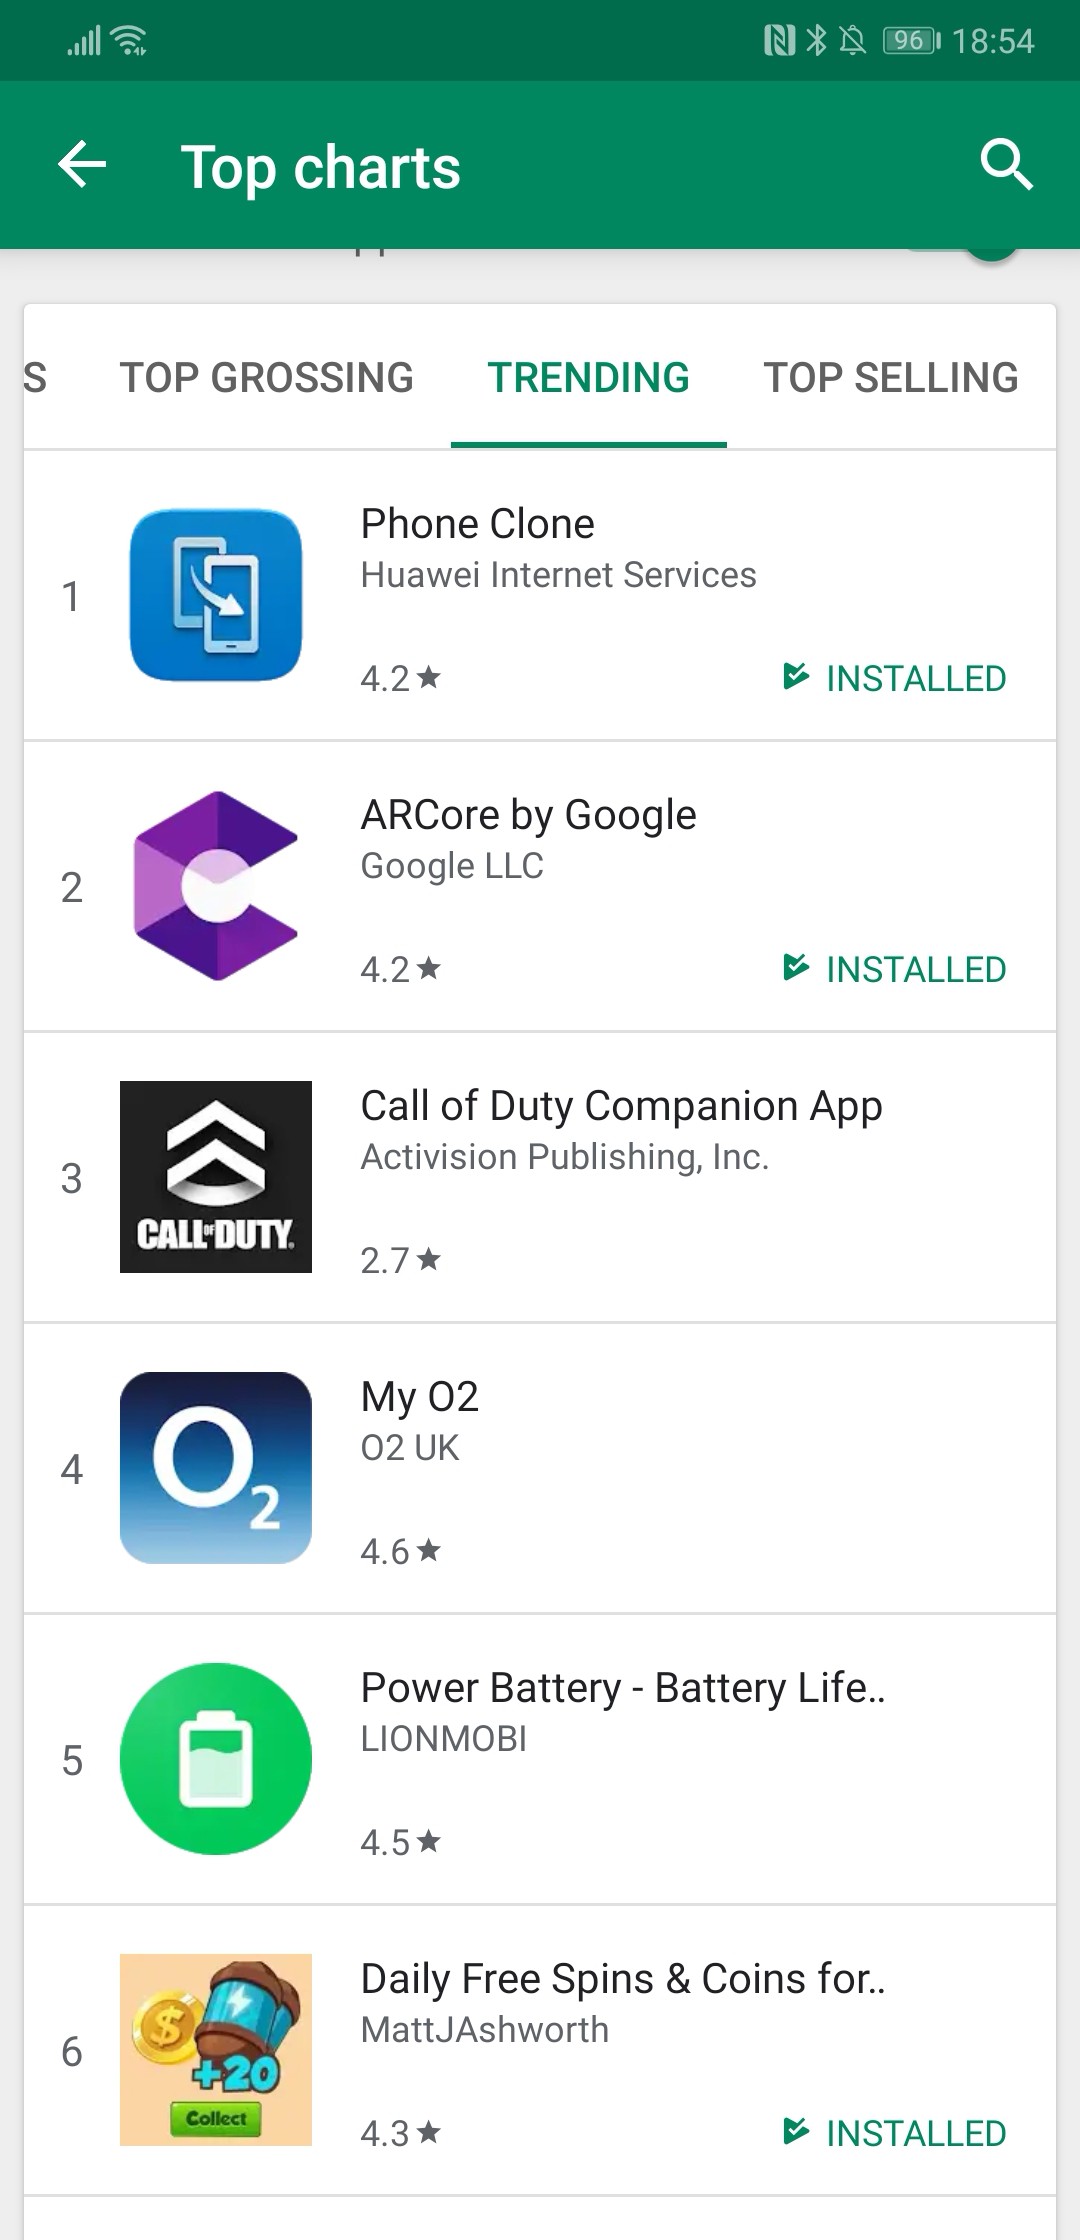 96 18:54
Top charts
S TOP GROSSING TRENDING TOP SELLING
Phone Clone
Huawei Internet Services
1
4.2★ INSTALLED
ARCore by Google
Google LLC
2
4.2★ INSTALLED
Call of Duty Companion App
Activision Publishing, Inc.
3
CALL OF DUTY
2.7★
My O2
O2 UK
4
O2
4.6★
Power Battery - Battery Life..
LIONMOBI
5
4.5★
Daily Free Spins & Coins for..
MattJAshworth
6
$
+20
Collect
4.3★ INSTALLED